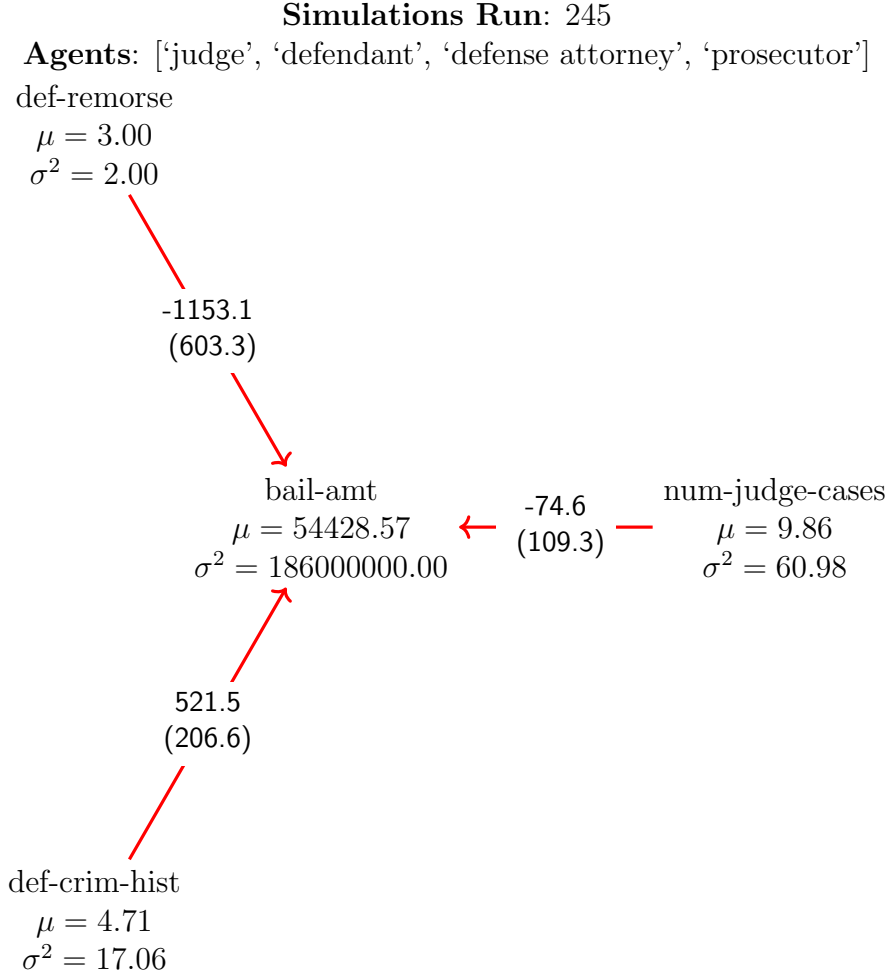 Simulations Run: 245
Agents: [‘judge’, ‘defendant’, ‘defense attorney’, ‘prosecutor’]
def-remorse
μ = 3.00
σ² = 2.00
-1153.1
(603.3)
bail-amt
μ = 54428.57
σ² = 186000000.00
-74.6
(109.3)
num-judge-cases
μ = 9.86
σ² = 60.98
521.5
(206.6)
def-crim-hist
μ = 4.71
σ² = 17.06